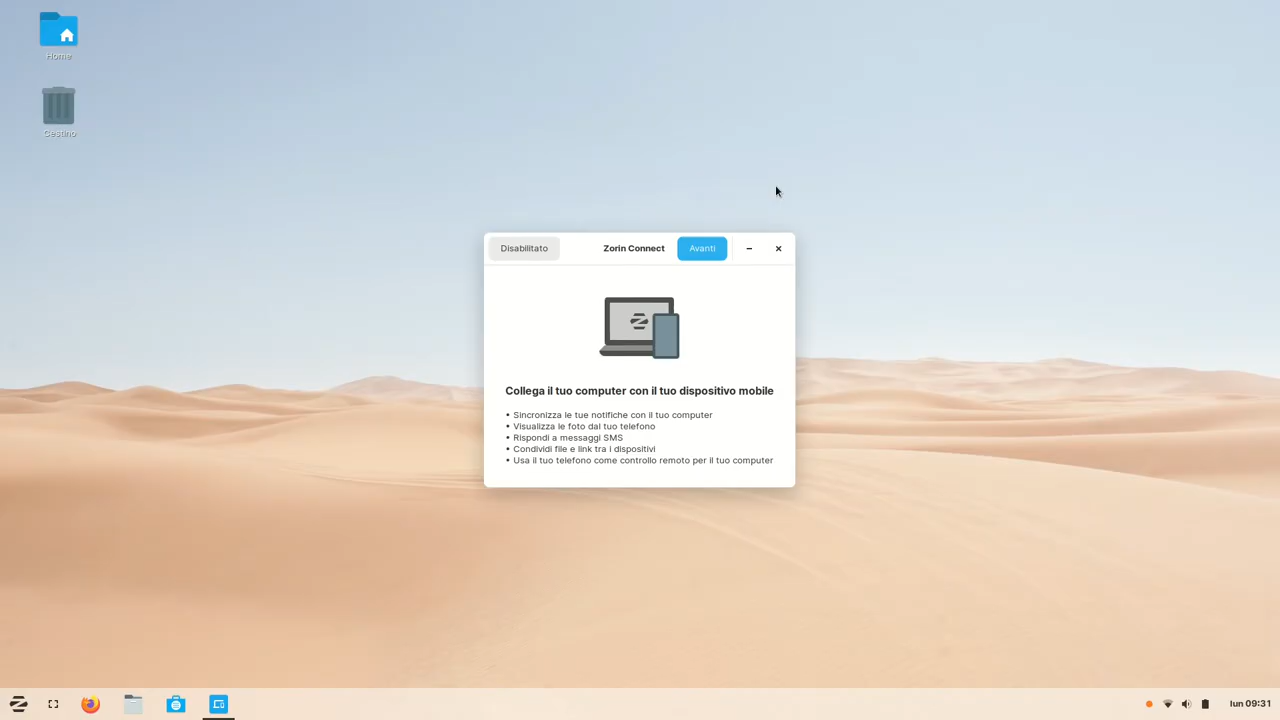 Home
Cestino
Disabilitato
Zorin Connect
Avanti
Collega il tuo computer con il tuo dispositivo mobile
• Sincronizza le tue notifiche con il tuo computer
• Visualizza le foto dal tuo telefono
• Rispondi a messaggi SMS
• Condividi file e link tra i dispositivi
• Usa il tuo telefono come controllo remoto per il tuo computer
lun 09:31